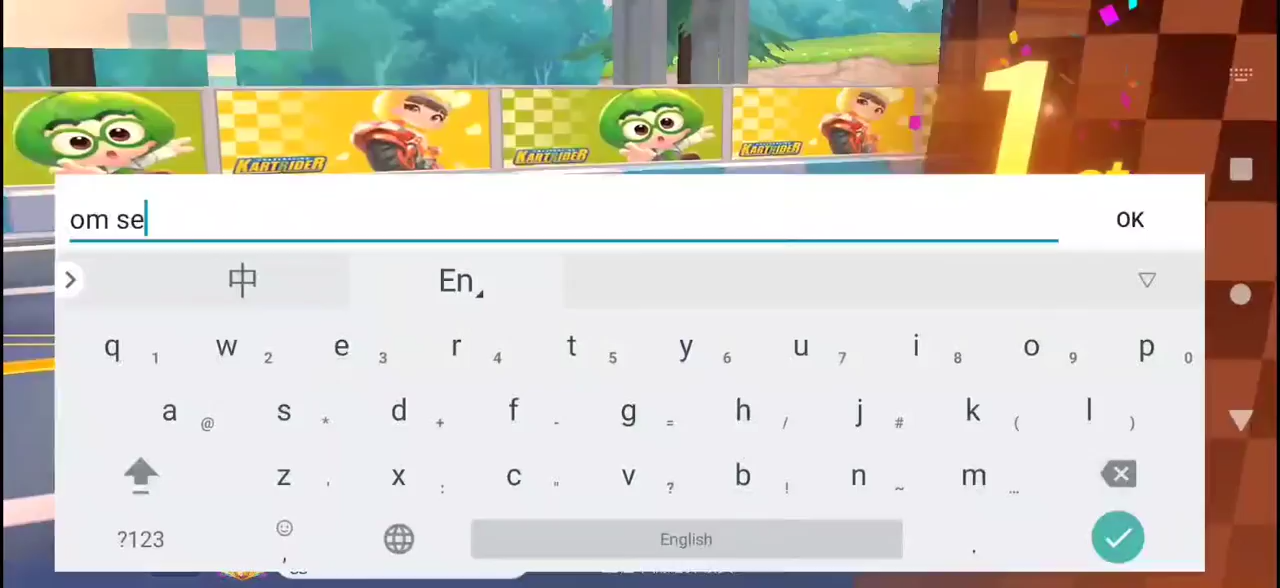 KARTRIDER
KARTRIDER
KARTRIDER
1st
om se
OK
中
En
q 1 w 2 e 3 r 4 t 5 y 6 u 7 i 8 o 9 p 0
a @ s * d + f - g = h / j # k ( l )
z ' x : c " v ? b ! n ~ m ...
?123 , English .